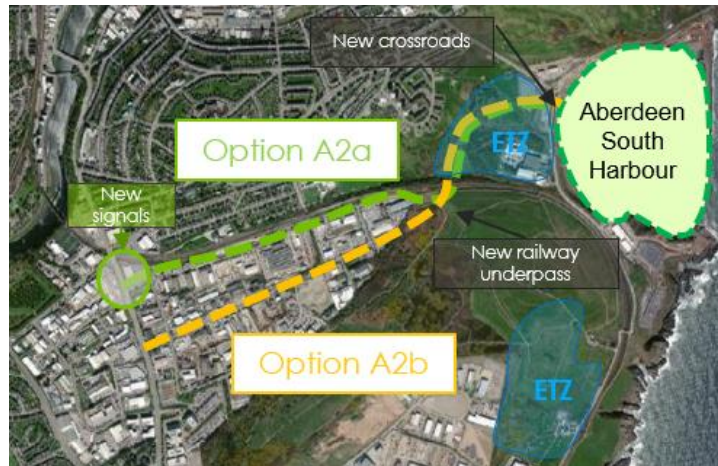 New crossroads
Aberdeen
South
Harbour
ETZ
Option A2a
New
signals
New railway
underpass
Option A2b
ETZ